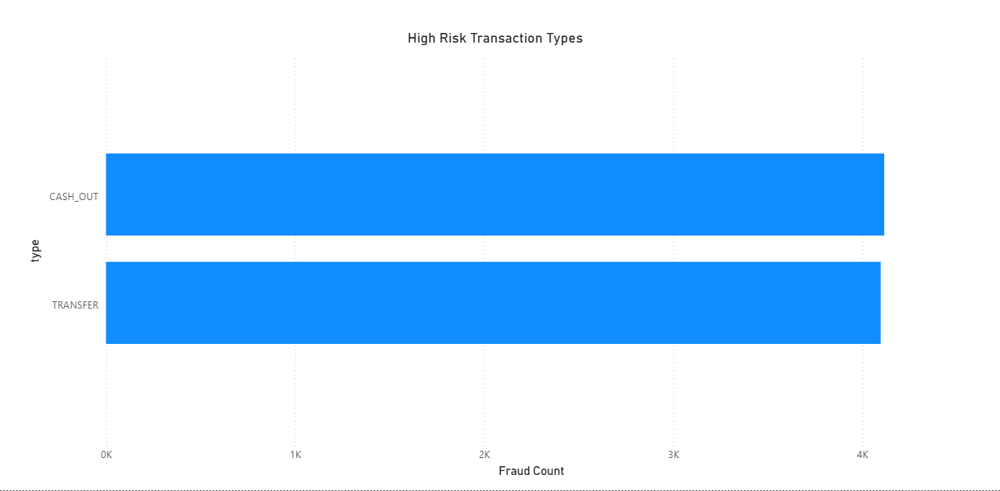 High Risk Transaction Types
type
CASH_OUT
TRANSFER
0K 1K 2K 3K 4K
Fraud Count